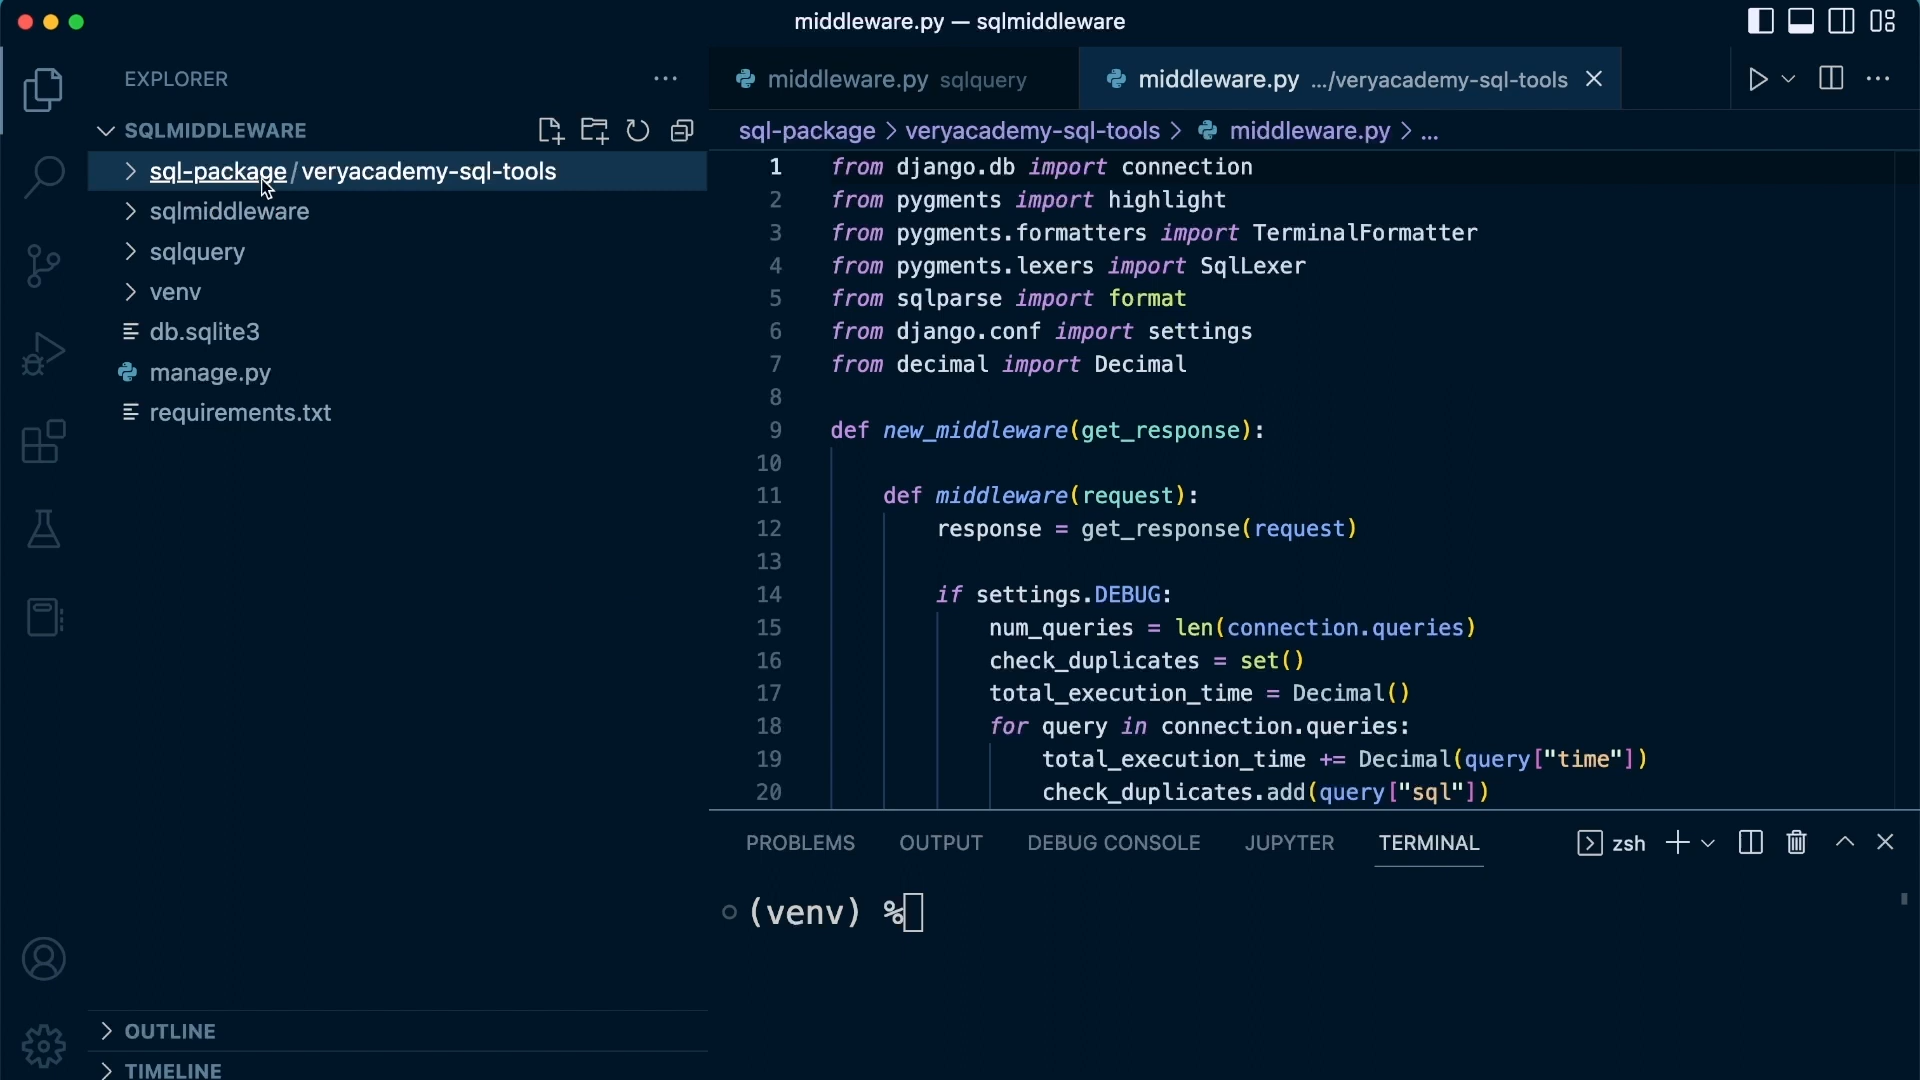 middleware.py — sqlmiddleware
EXPLORER
SQLMIDDLEWARE
sql-package/veryacademy-sql-tools
sqlmiddleware
sqlquery
venv
db.sqlite3
manage.py
requirements.txt
OUTLINE
TIMELINE
middleware.py sqlquery
middleware.py .../veryacademy-sql-tools
sql-package > veryacademy-sql-tools > middleware.py > ...
1 from django.db import connection
2 from pygments import highlight
3 from pygments.formatters import TerminalFormatter
4 from pygments.lexers import SqlLexer
5 from sqlparse import format
6 from django.conf import settings
7 from decimal import Decimal
8
9 def new_middleware(get_response):
10
11 def middleware(request):
12 response = get_response(request)
13
14 if settings.DEBUG:
15 num_queries = len(connection.queries)
16 check_duplicates = set()
17 total_execution_time = Decimal()
18 for query in connection.queries:
19 total_execution_time += Decimal(query["time"])
20 check_duplicates.add(query["sql"])
PROBLEMS OUTPUT DEBUG CONSOLE JUPYTER TERMINAL zsh
(venv) %